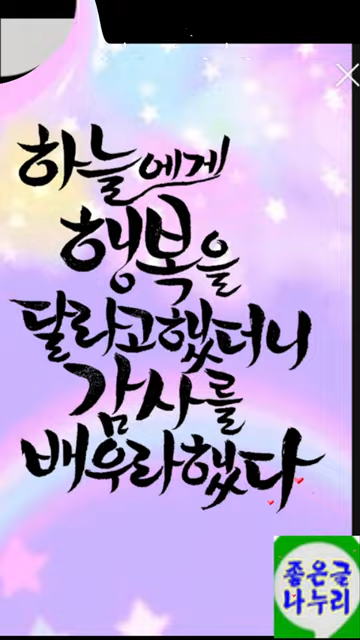 하늘에게
행복을
달라고했더니
감사를
배우라했다
좋은글
나누리